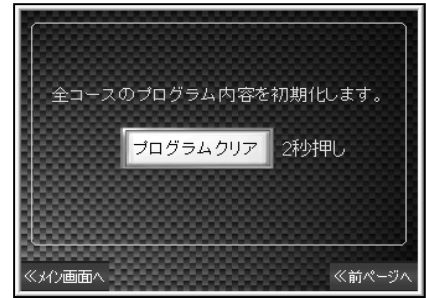 全コースのプログラム内容を初期化します。
プログラムクリア 2秒押し
≪メイン画面へ ≪前ページへ